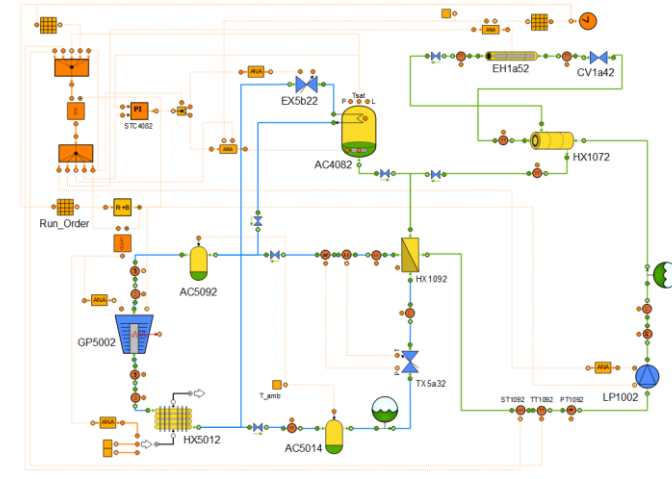 ANA
EH1a52
CV1a42
ANA
EX5b22
P Tsat L
PI
STC4082
HX1072
ANA
AC4082
Run_Order
R +B
HX1092
AC5092
ANA
GP5002
T
P
TX5a32
ANA
LP1002
T_amb
ST1092 TT1092 PT1092
ANA
HX5012
AC5014